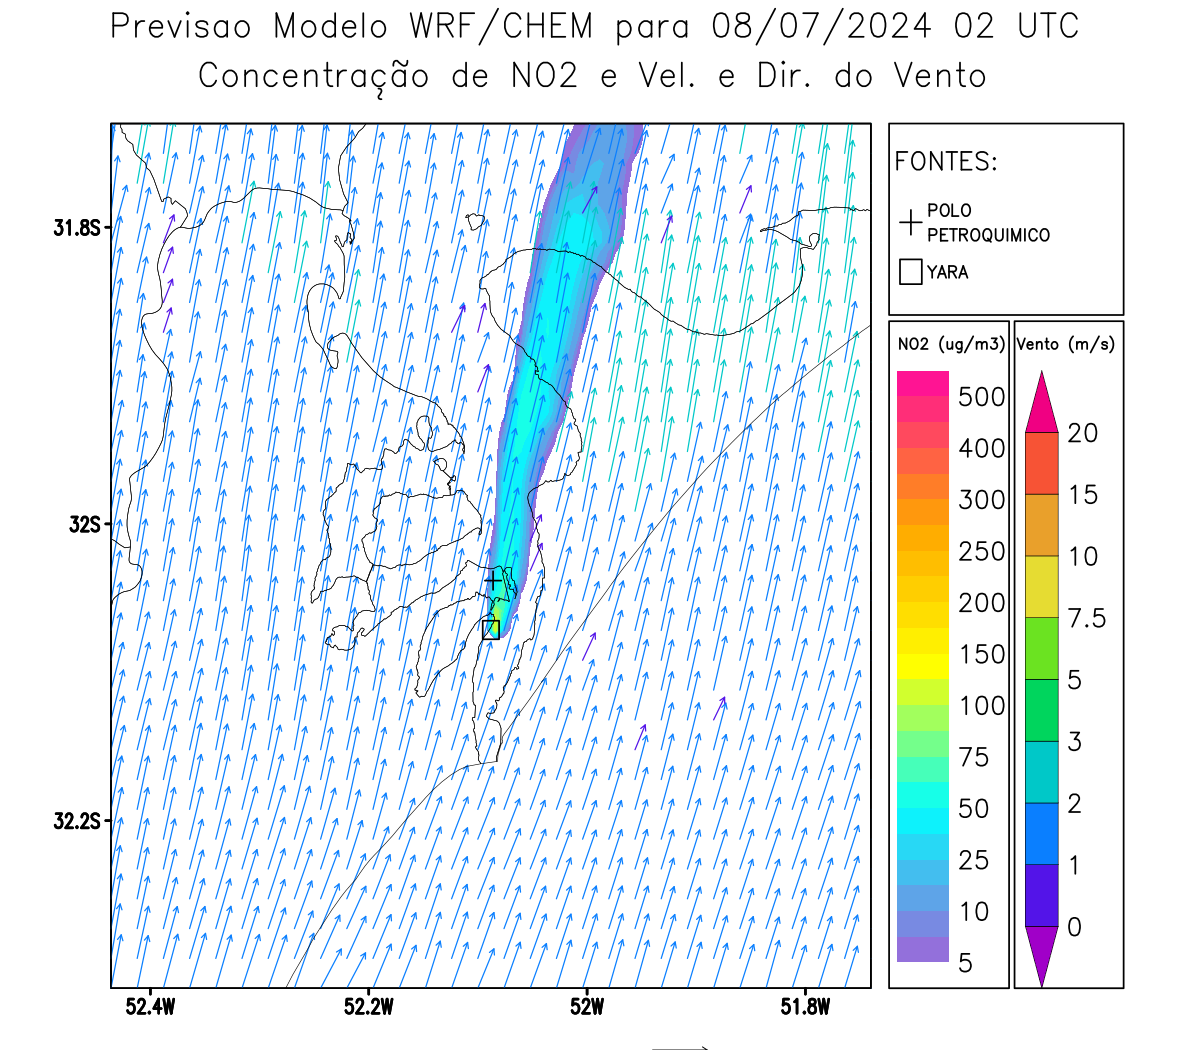 Previsao Modelo WRF/CHEM para 08/07/2024 02 UTC
Concentração de NO2 e Vel. e Dir. do Vento
FONTES:
POLO
PETROQUIMICO
YARA
31.8S
32S
32.2S
52.4W
52.2W
52W
51.8W
NO2 (ug/m3)
500
400
300
250
200
150
100
75
50
25
10
5
Vento (m/s)
20
15
10
7.5
5
3
2
1
0